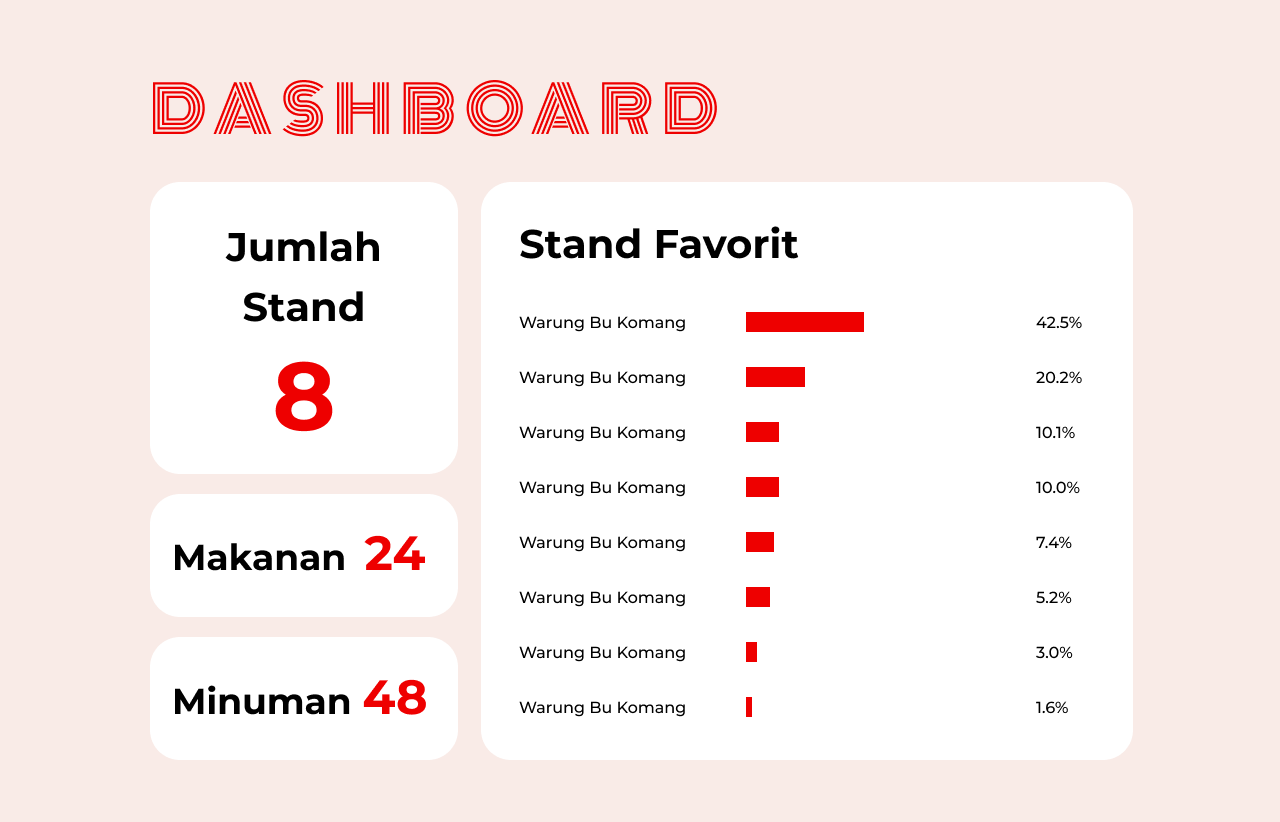 DASHBOARD
Jumlah
Stand
8
Makanan 24
Minuman 48
Stand Favorit
Warung Bu Komang 42.5%
Warung Bu Komang 20.2%
Warung Bu Komang 10.1%
Warung Bu Komang 10.0%
Warung Bu Komang 7.4%
Warung Bu Komang 5.2%
Warung Bu Komang 3.0%
Warung Bu Komang 1.6%